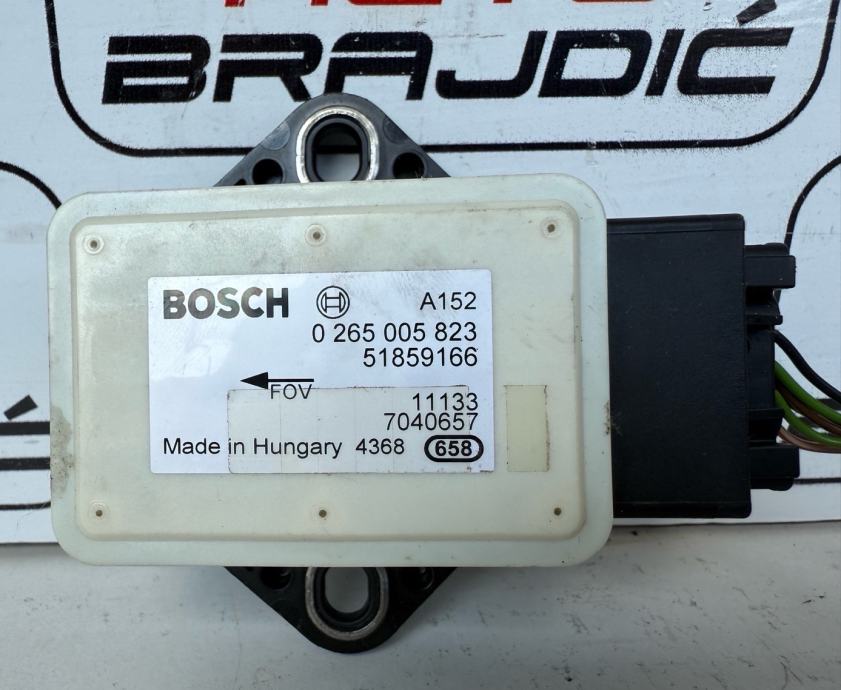 BRAJDIĆ
BOSCH A152
0 265 005 823
51859166
FOV
11133
7040657
Made in Hungary 4368 658